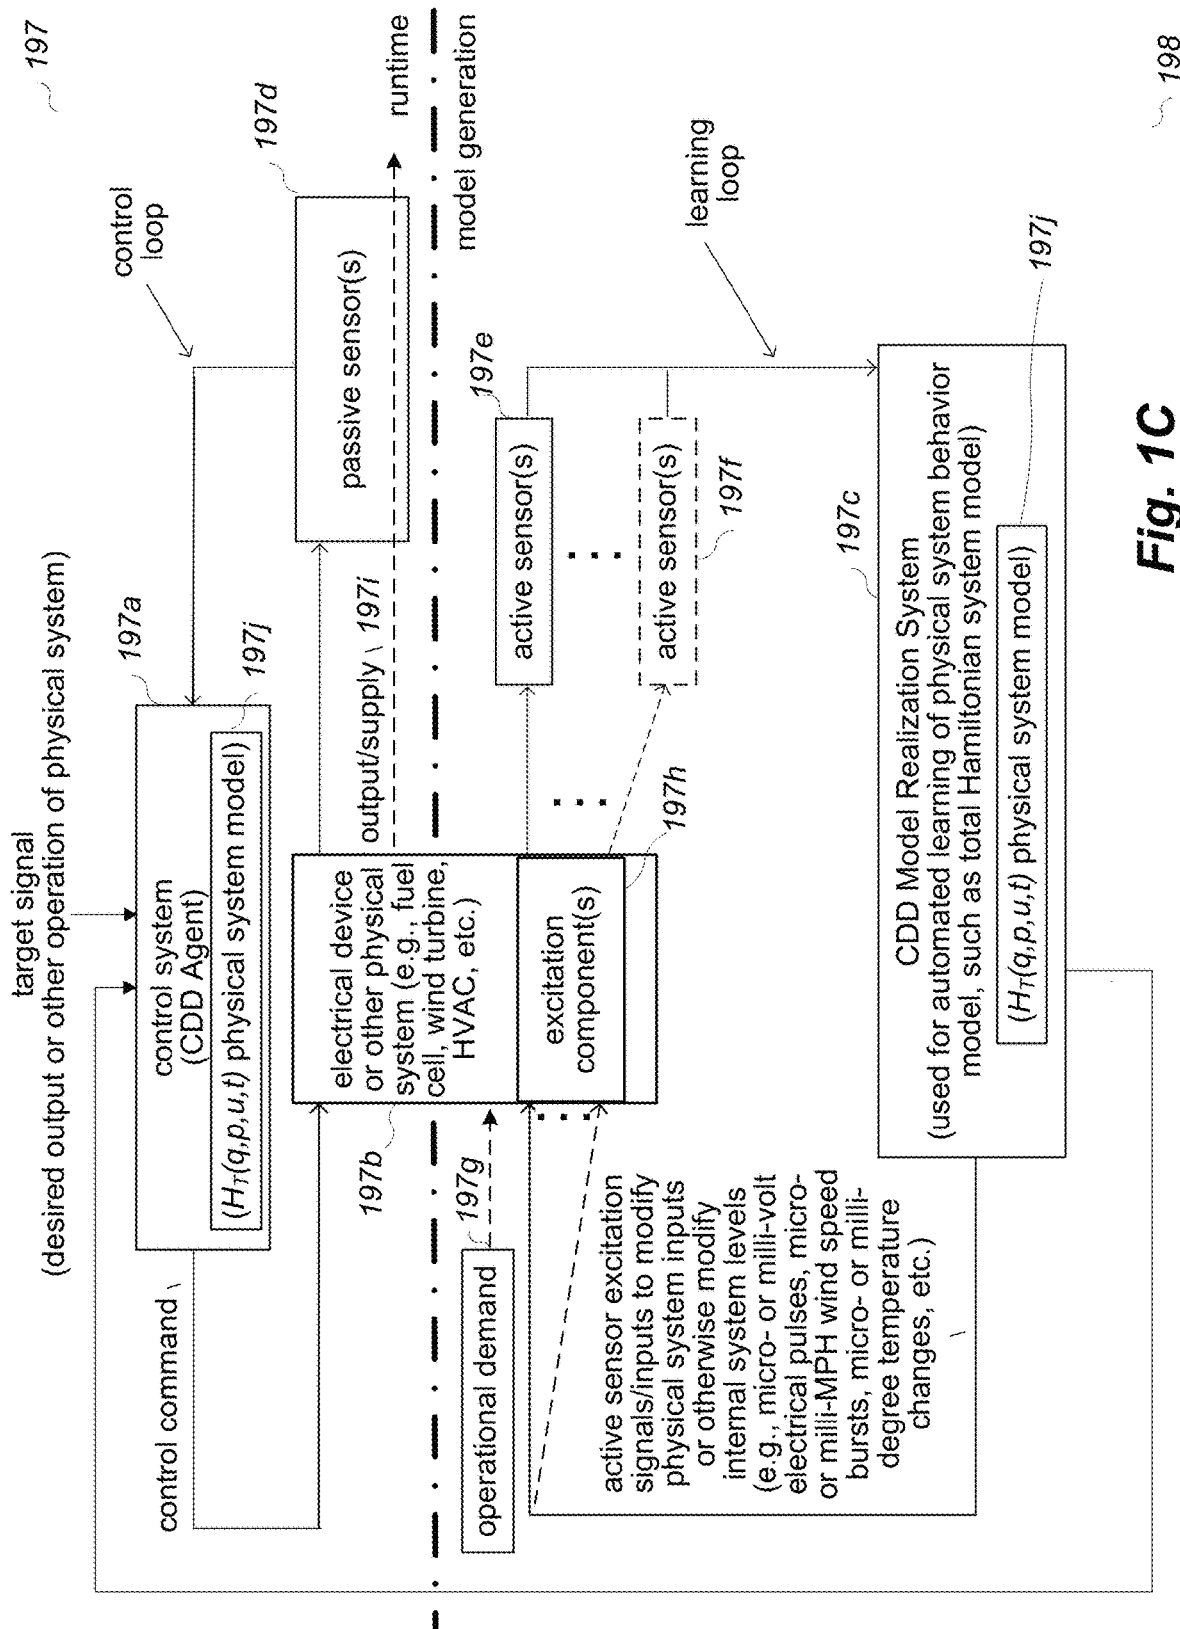 197
target signal
(desired output or other operation of physical system)
197a
control system
(CDD Agent)
197j
(H_T(q,p,u,t) physical system model)
control command
control
loop
197d
passive sensor(s)
runtime
model generation
197b
electrical device
or other physical
system (e.g., fuel
cell, wind turbine,
HVAC, etc.)
output/supply
197i
197g
operational demand
excitation
component(s)
197h
197e
active sensor(s)
active sensor(s)
197f
learning
loop
active sensor excitation
signals/inputs to modify
physical system inputs
or otherwise modify
internal system levels
(e.g., micro- or milli-volt
electrical pulses, micro-
or milli-MPH wind speed
bursts, micro- or milli-
degree temperature
changes, etc.)
197c
CDD Model Realization System
(used for automated learning of physical system behavior
model, such as total Hamiltonian system model)
(H_T(q,p,u,t) physical system model)
197j
198
Fig. 1C